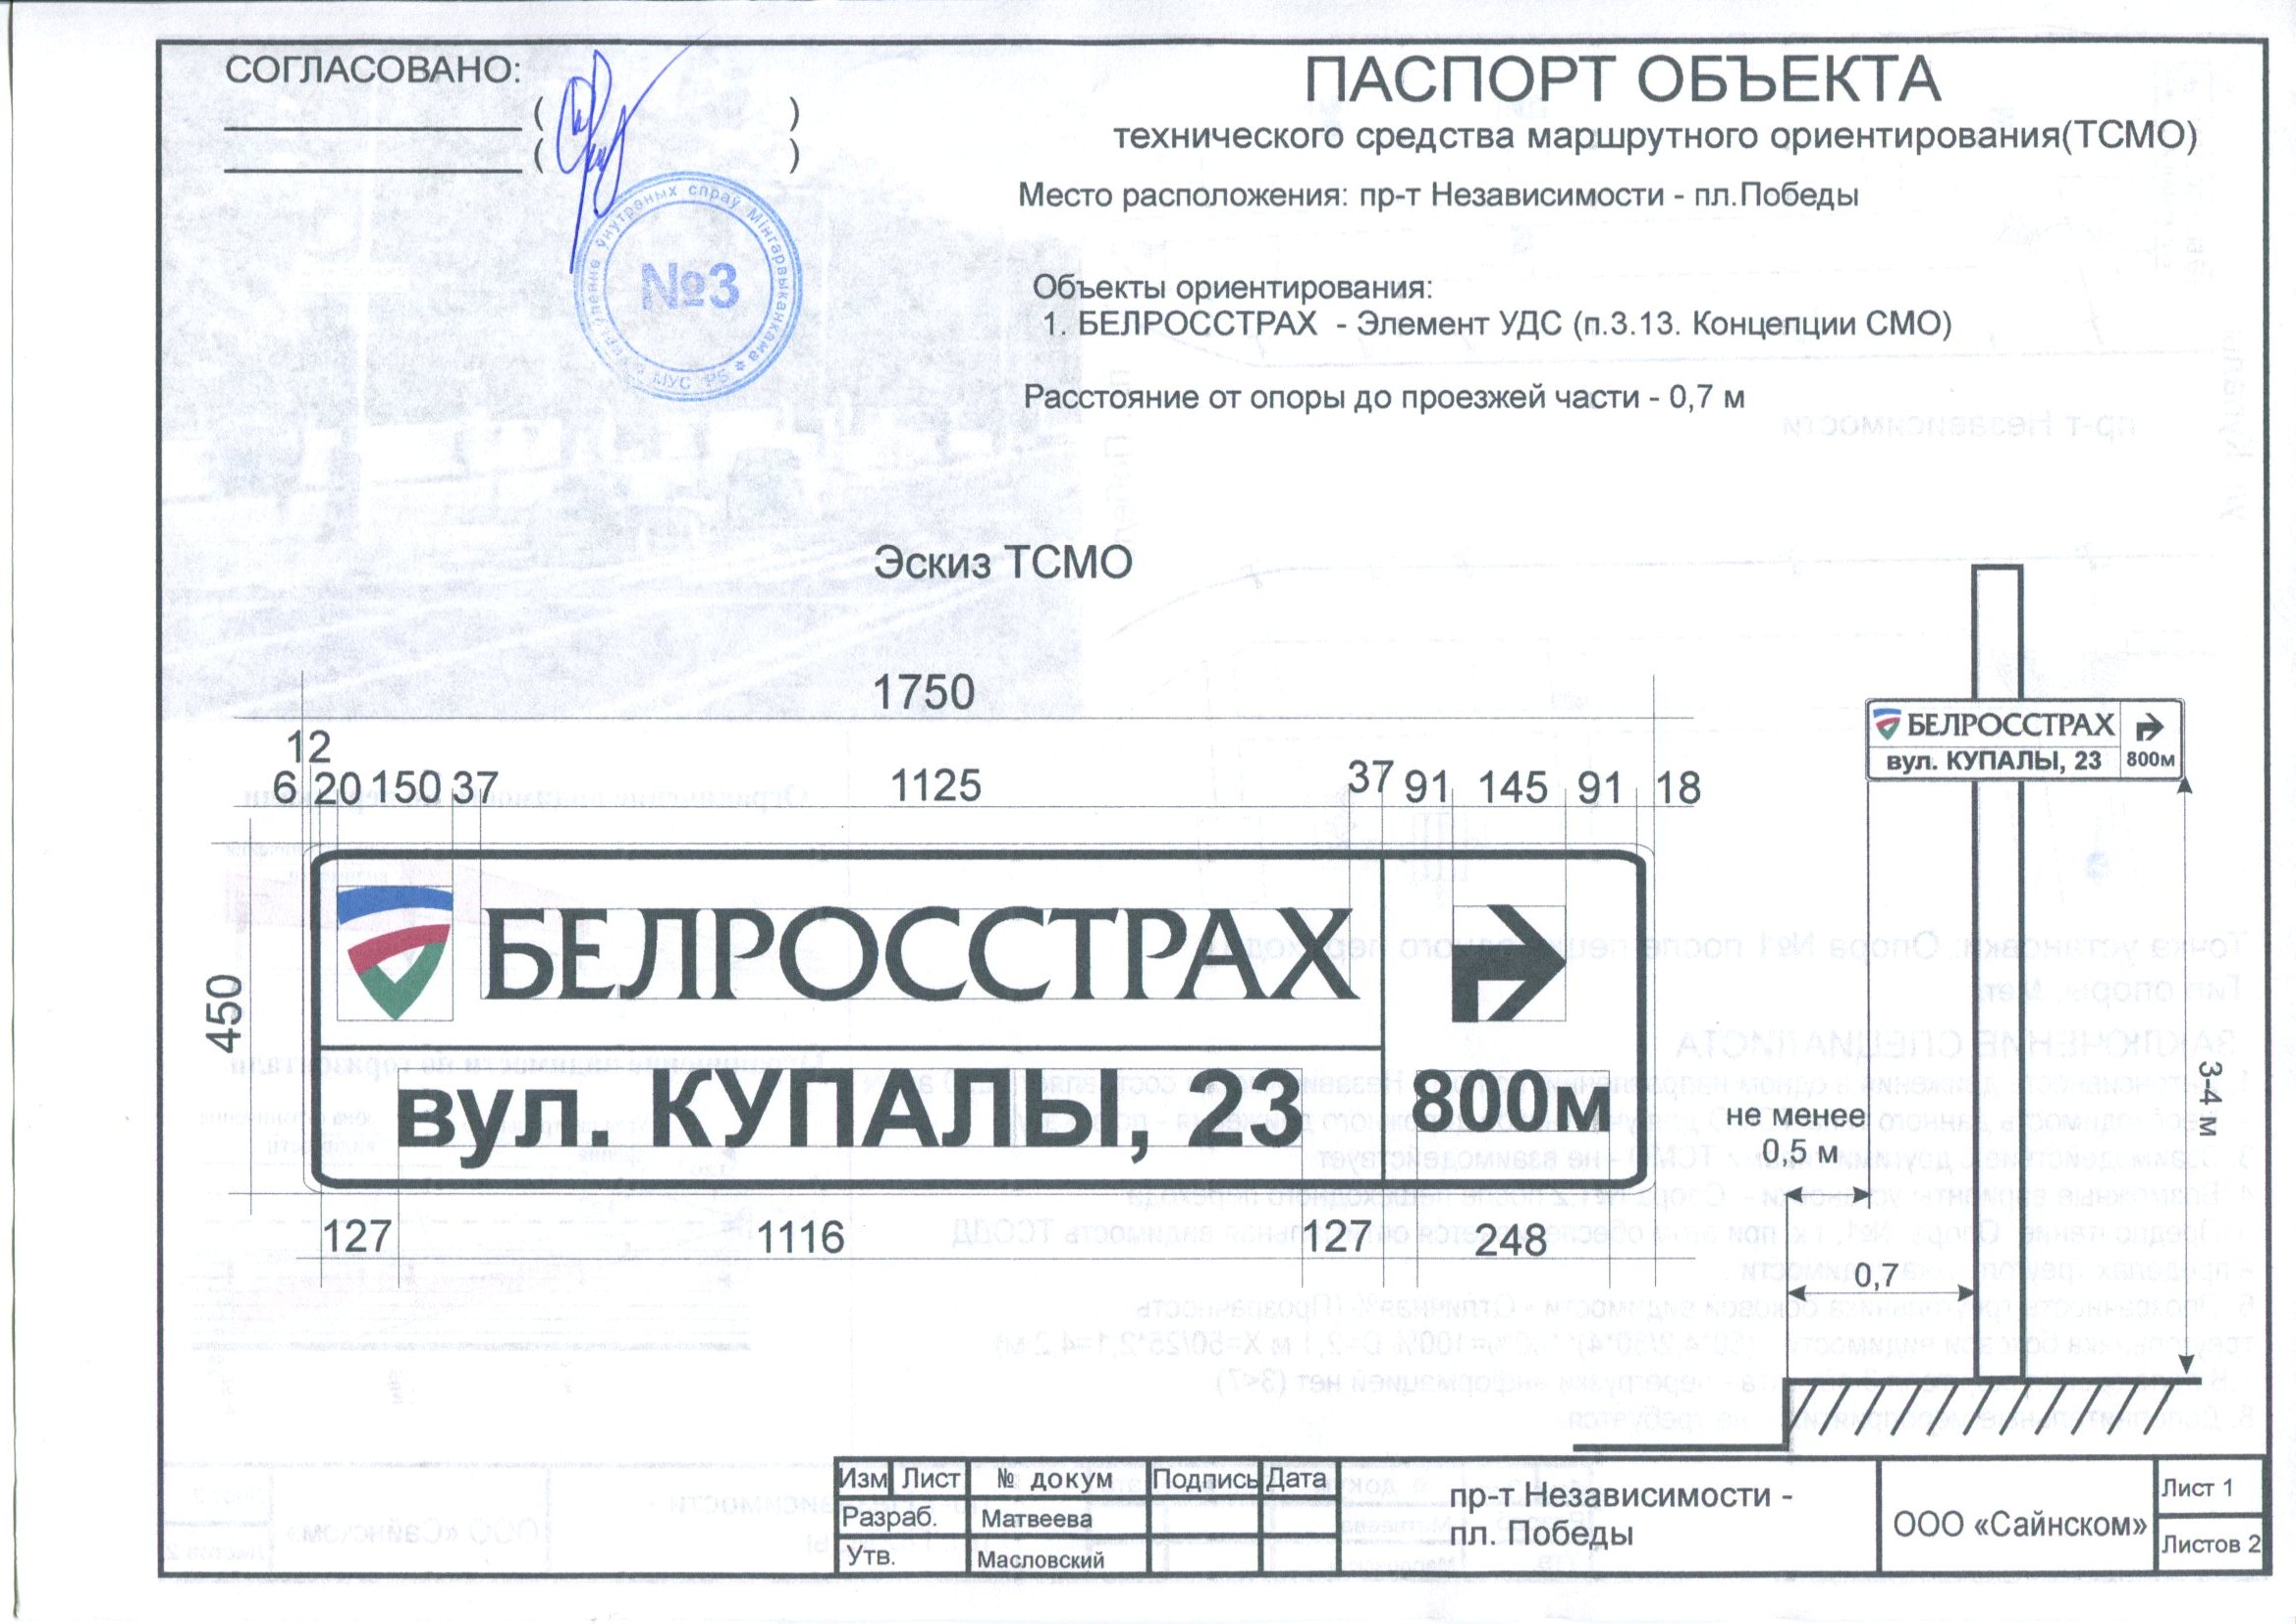 СОГЛАСОВАНО:
( )
( )
ПАСПОРТ ОБЪЕКТА
технического средства маршрутного ориентирования(ТСМО)
Место расположения: пр-т Независимости - пл.Победы
№3
ўнутраных спраў Мінгарвыканкама * МУС РБ *
Объекты ориентирования:
1. БЕЛРОССТРАХ - Элемент УДС (п.3.13. Концепции СМО)
Расстояние от опоры до проезжей части - 0,7 м
Эскиз ТСМО
1750
12
6 20 150 37 1125 37 91 145 91 18
450
БЕЛРОССТРАХ
вул. КУПАЛЫ, 23
800м
127 1116 127 248
БЕЛРОССТРАХ
вул. КУПАЛЫ, 23
800м
3-4 м
не менее
0,5 м
0,7
Изм Лист № докум Подпись Дата
Разраб. Матвеева
Утв. Масловский
пр-т Независимости -
пл. Победы
ООО «Сайнском»
Лист 1
Листов 2